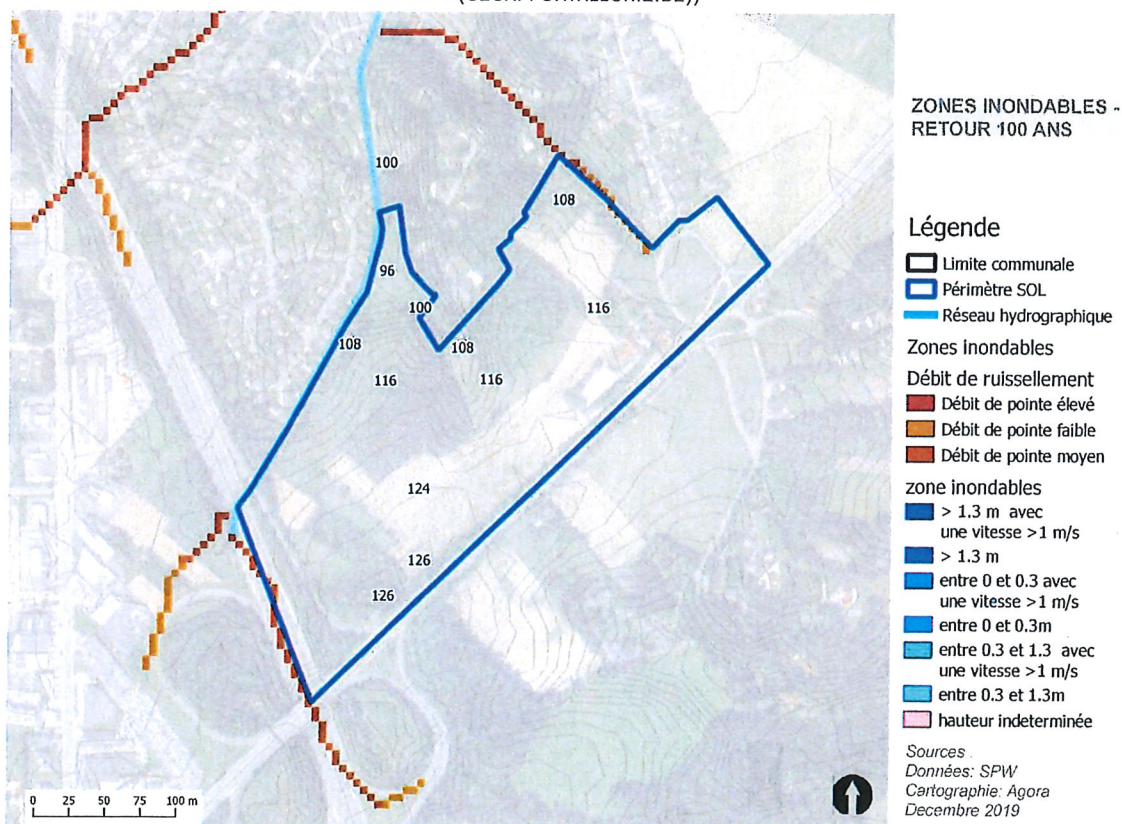 ZONES INONDABLES -
RETOUR 100 ANS
100
108
96
100
116
108
108
116
116
124
126
126
0 25 50 75 100 m
Légende
Limite communale
Périmètre SOL
Réseau hydrographique
Zones inondables
Débit de ruissellement
Débit de pointe élevé
Débit de pointe faible
Débit de pointe moyen
zone inondables
> 1.3 m avec
une vitesse >1 m/s
> 1.3 m
entre 0 et 0.3 avec
une vitesse >1 m/s
entre 0 et 0.3m
entre 0.3 et 1.3 avec
une vitesse >1 m/s
entre 0.3 et 1.3m
hauteur indeterminée
Sources
Données: SPW
Cartographie: Agora
Decembre 2019